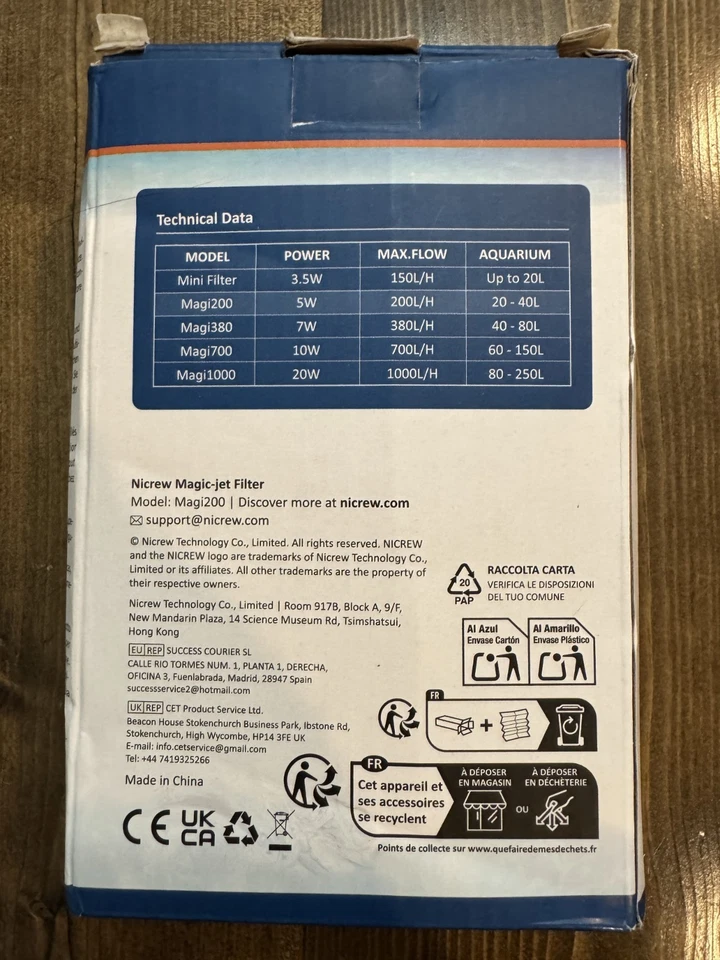 Technical Data
MODEL POWER MAX.FLOW AQUARIUM
Mini Filter 3.5W 150L/H Up to 20L
Magi200 5W 200L/H 20 - 40L
Magi380 7W 380L/H 40 - 80L
Magi700 10W 700L/H 60 - 150L
Magi1000 20W 1000L/H 80 - 250L
Nicrew Magic-jet Filter
Model: Magi200 | Discover more at nicrew.com
support@nicrew.com
© Nicrew Technology Co., Limited. All rights reserved. NICREW
and the NICREW logo are trademarks of Nicrew Technology Co.,
Limited or its affiliates. All other trademarks are the property of
their respective owners.
Nicrew Technology Co., Limited | Room 917B, Block A, 9/F,
New Mandarin Plaza, 14 Science Museum Rd, Tsimshatsui,
Hong Kong
EU REP SUCCESS COURIER SL
CALLE RIO TORMES NUM. 1, PLANTA 1, DERECHA,
OFICINA 3, Fuenlabrada, Madrid, 28947 Spain
successservice2@hotmail.com
UK REP CET Product Service Ltd.
Beacon House Stokenchurch Business Park, Ibstone Rd,
Stokenchurch, High Wycombe, HP14 3FE UK
E-mail: info.cetservice@gmail.com
Tel: +44 7419325266
Made in China
CE UK
CA
20
PAP
RACCOLTA CARTA
VERIFICA LE DISPOSIZIONI
DEL TUO COMUNE
Al Azul
Envase Cartón
Al Amarillo
Envase Plástico
FR
+
FR
Cet appareil et
ses accessoires
se recyclent
À DÉPOSER
EN MAGASIN
OU
À DÉPOSER
EN DÉCHÈTERIE
Points de collecte sur www.quefairedemesdechets.fr